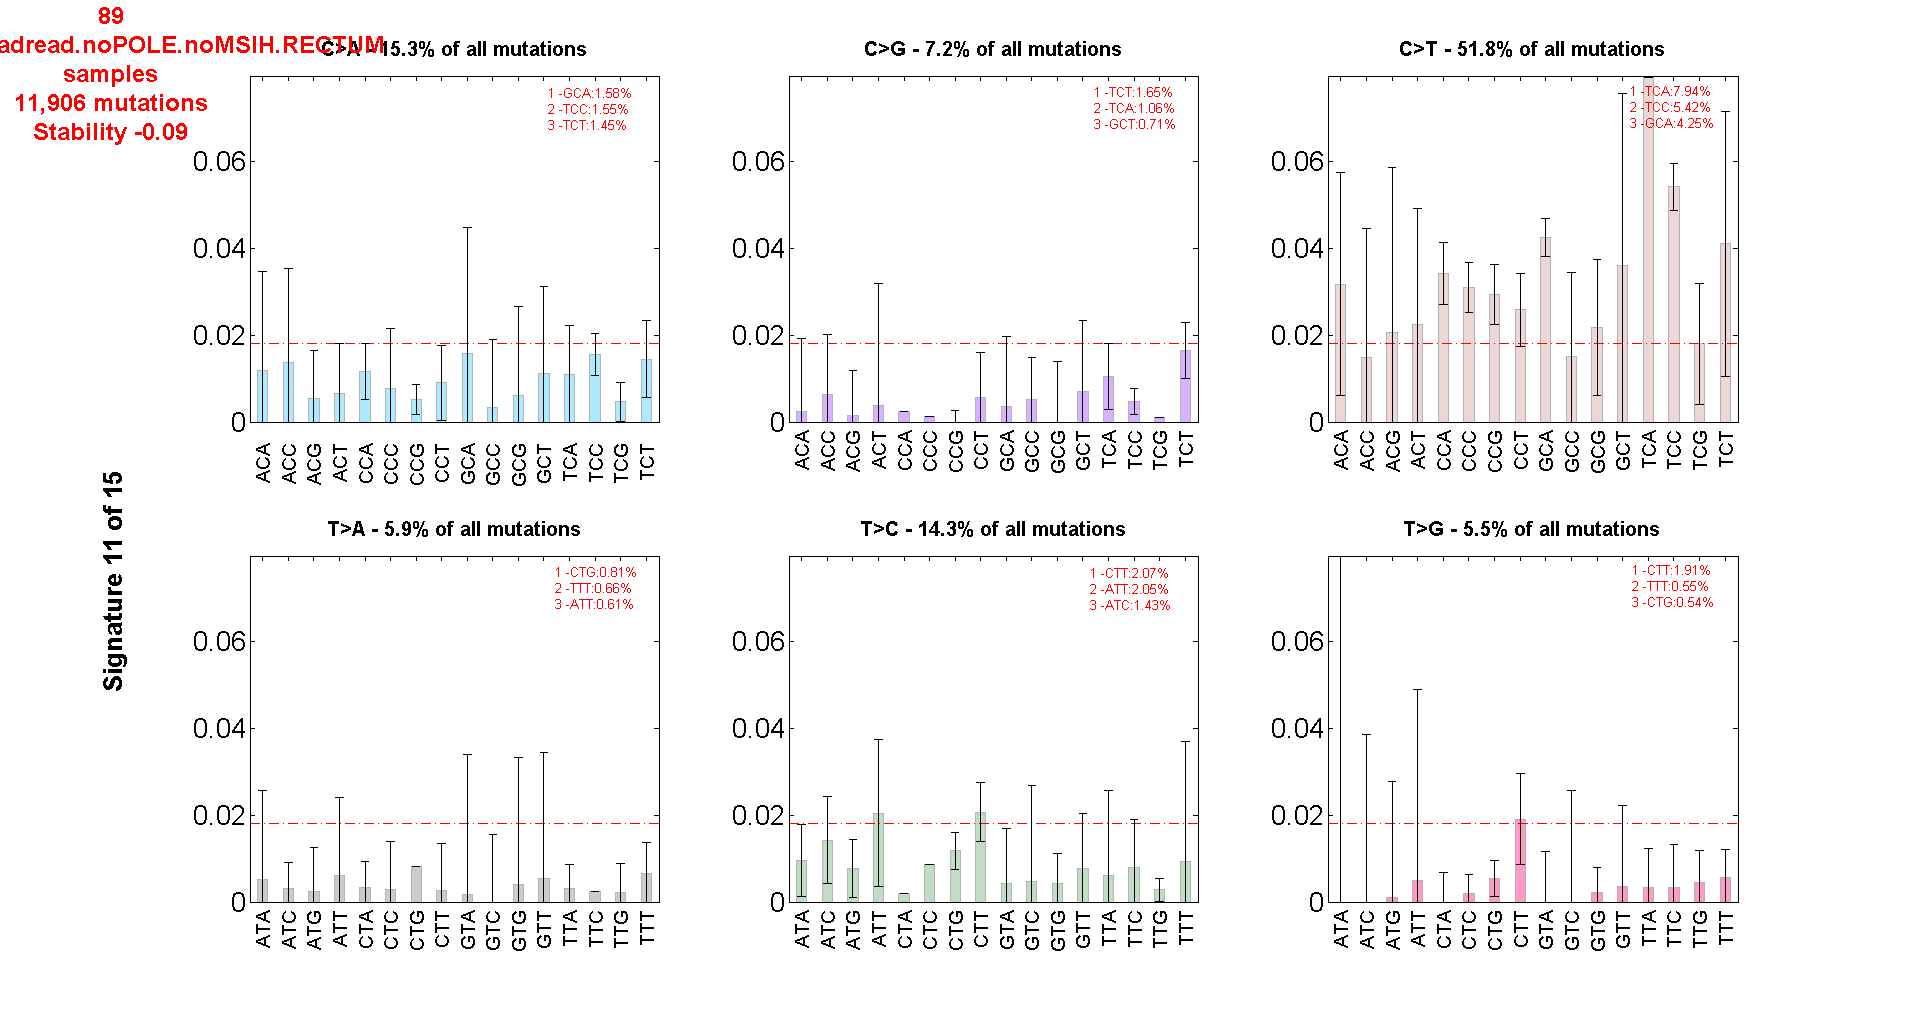 89
adread.noPOLE.noMSIH.RECTUM
samples
11,906 mutations
Stability -0.09
Signature 11 of 15
C>A - 15.3% of all mutations
1 -GCA:1.58%
2 -TCC:1.55%
3 -TCT:1.45%
0.06
0.04
0.02
0
ACA ACC ACG ACT CCA CCC CCG CCT GCA GCC GCG GCT TCA TCC TCG TCT
C>G - 7.2% of all mutations
1 -TCT:1.65%
2 -TCA:1.06%
3 -GCT:0.71%
0.06
0.04
0.02
0
ACA ACC ACG ACT CCA CCC CCG CCT GCA GCC GCG GCT TCA TCC TCG TCT
C>T - 51.8% of all mutations
1 -TCA:7.94%
2 -TCC:5.42%
3 -GCA:4.25%
0.06
0.04
0.02
0
ACA ACC ACG ACT CCA CCC CCG CCT GCA GCC GCG GCT TCA TCC TCG TCT
T>A - 5.9% of all mutations
1 -CTG:0.81%
2 -TTT:0.66%
3 -ATT:0.61%
0.06
0.04
0.02
0
ATA ATC ATG ATT CTA CTC CTG CTT GTA GTC GTG GTT TTA TTC TTG TTT
T>C - 14.3% of all mutations
1 -CTT:2.07%
2 -ATT:2.05%
3 -ATC:1.43%
0.06
0.04
0.02
0
ATA ATC ATG ATT CTA CTC CTG CTT GTA GTC GTG GTT TTA TTC TTG TTT
T>G - 5.5% of all mutations
1 -CTT:1.91%
2 -TTT:0.55%
3 -CTG:0.54%
0.06
0.04
0.02
0
ATA ATC ATG ATT CTA CTC CTG CTT GTA GTC GTG GTT TTA TTC TTG TTT